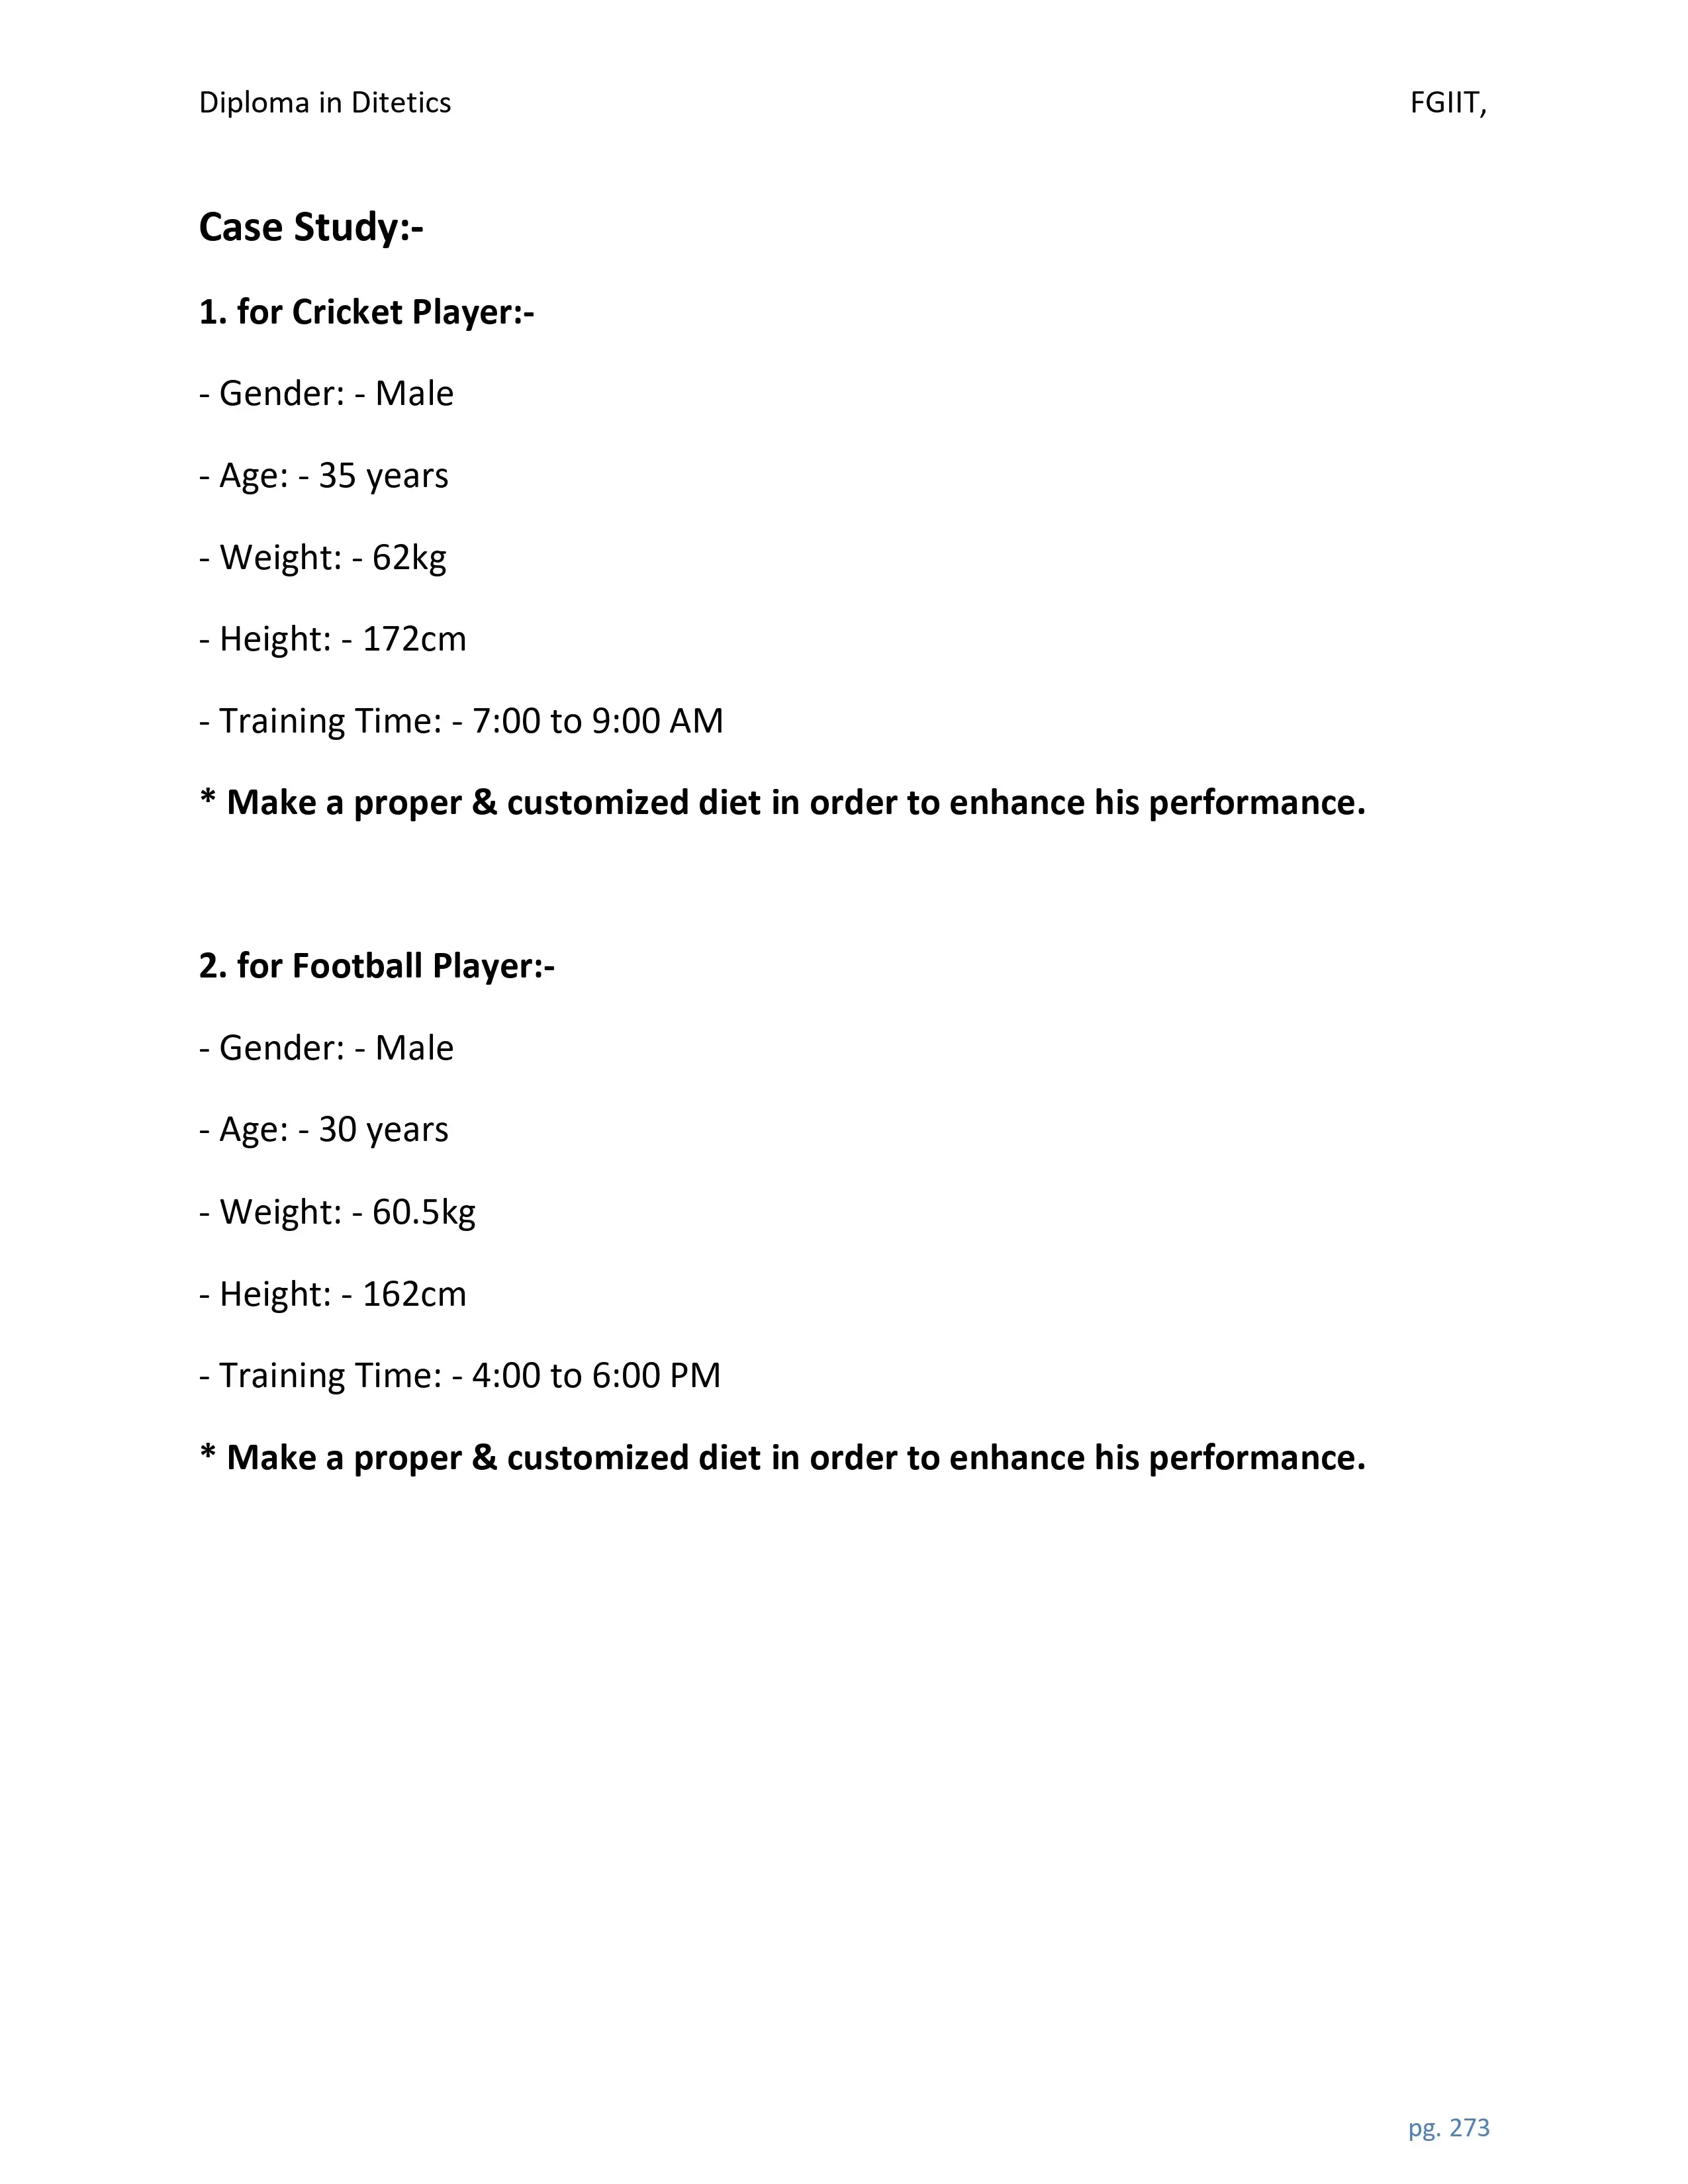 Diploma in Ditetics FGIIT,
Case Study:-
1. for Cricket Player:-
- Gender: - Male
- Age: - 35 years
- Weight: - 62kg
- Height: - 172cm
- Training Time: - 7:00 to 9:00 AM
* Make a proper & customized diet in order to enhance his performance.
2. for Football Player:-
- Gender: - Male
- Age: - 30 years
- Weight: - 60.5kg
- Height: - 162cm
- Training Time: - 4:00 to 6:00 PM
* Make a proper & customized diet in order to enhance his performance.
pg. 273